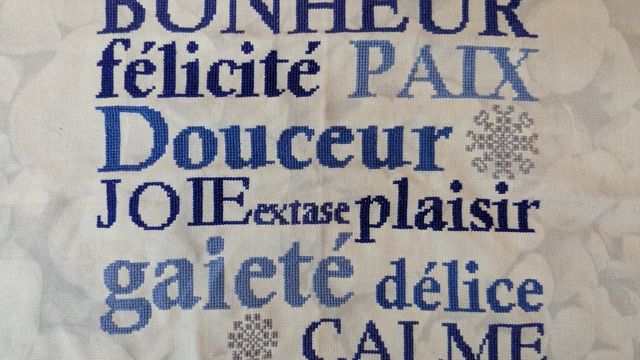 BONHEUR
félicité PAIX
Douceur
JOIE extase plaisir
gaieté délice
CALME